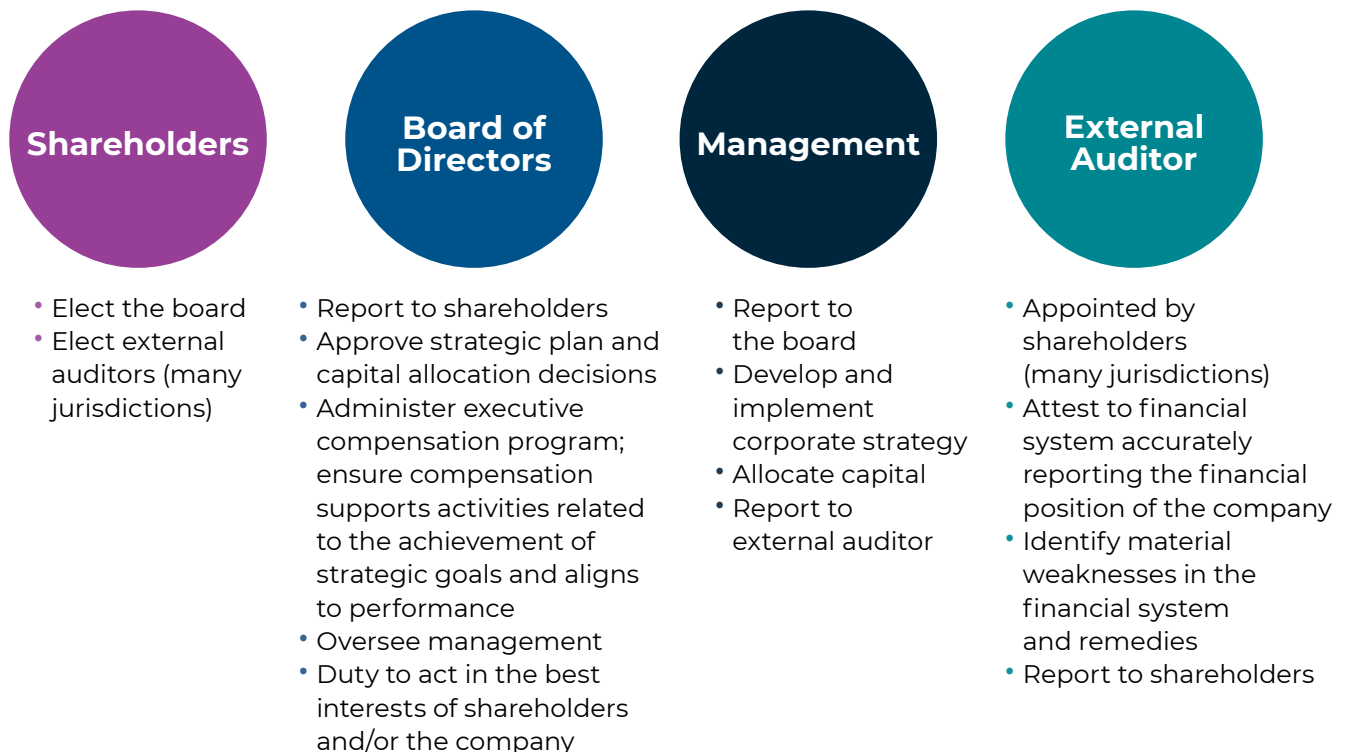 Shareholders
• Elect the board
• Elect external
auditors (many
jurisdictions)
Board of
Directors
• Report to shareholders
• Approve strategic plan and
capital allocation decisions
• Administer executive
compensation program;
ensure compensation
supports activities related
to the achievement of
strategic goals and aligns
to performance
• Oversee management
• Duty to act in the best
interests of shareholders
and/or the company
Management
• Report to
the board
• Develop and
implement
corporate strategy
• Allocate capital
• Report to
external auditor
External
Auditor
• Appointed by
shareholders
(many jurisdictions)
• Attest to financial
system accurately
reporting the financial
position of the company
• Identify material
weaknesses in the
financial system
and remedies
• Report to shareholders